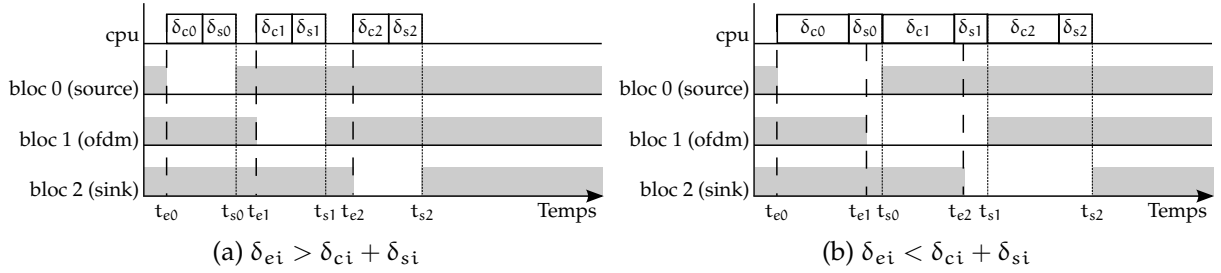 δc0 δs0 δc1 δs1 δc2 δs2
cpu
bloc 0 (source)
bloc 1 (ofdm)
bloc 2 (sink)
te0 ts0 te1 ts1 te2 ts2 Temps
(a) δei > δci + δsi
δc0 δs0 δc1 δs1 δc2 δs2
cpu
bloc 0 (source)
bloc 1 (ofdm)
bloc 2 (sink)
te0 te1 ts0 te2 ts1 ts2 Temps
(b) δei < δci + δsi